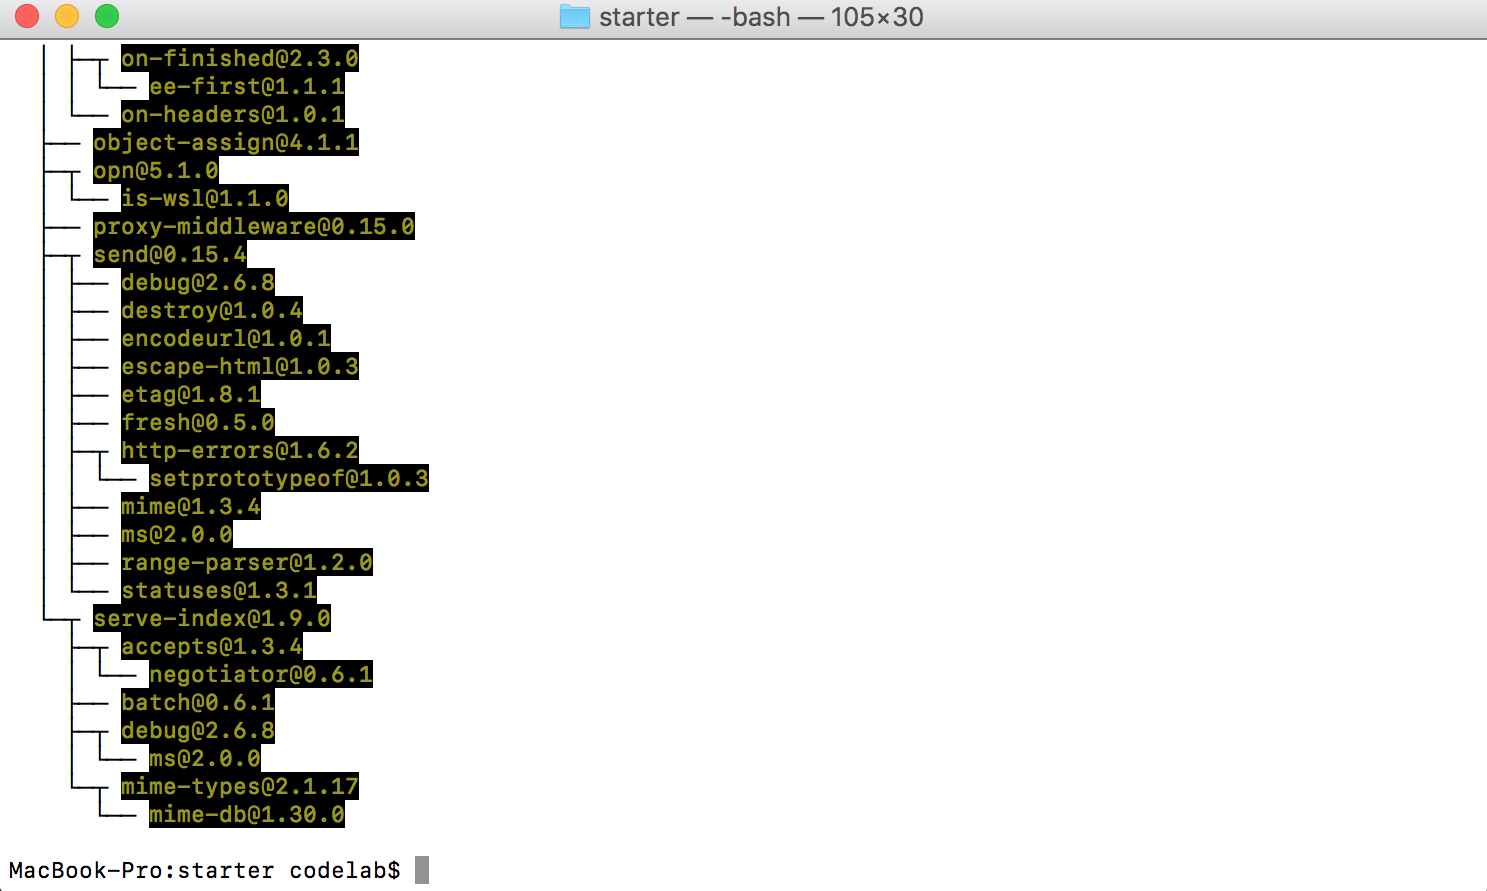 starter — -bash — 105×30
│ ├─┬ on-finished@2.3.0
│ │ └── ee-first@1.1.1
│ └── on-headers@1.0.1
├── object-assign@4.1.1
├─┬ opn@5.1.0
│ └── is-wsl@1.1.0
├── proxy-middleware@0.15.0
├─┬ send@0.15.4
│ ├── debug@2.6.8
│ ├── destroy@1.0.4
│ ├── encodeurl@1.0.1
│ ├── escape-html@1.0.3
│ ├── etag@1.8.1
│ ├── fresh@0.5.0
│ ├─┬ http-errors@1.6.2
│ │ └── setprototypeof@1.0.3
│ ├── mime@1.3.4
│ ├── ms@2.0.0
│ ├── range-parser@1.2.0
│ └── statuses@1.3.1
└─┬ serve-index@1.9.0
  ├─┬ accepts@1.3.4
  │ └── negotiator@0.6.1
  ├── batch@0.6.1
  ├─┬ debug@2.6.8
  │ └── ms@2.0.0
  └─┬ mime-types@2.1.17
    └── mime-db@1.30.0
MacBook-Pro:starter codelab$